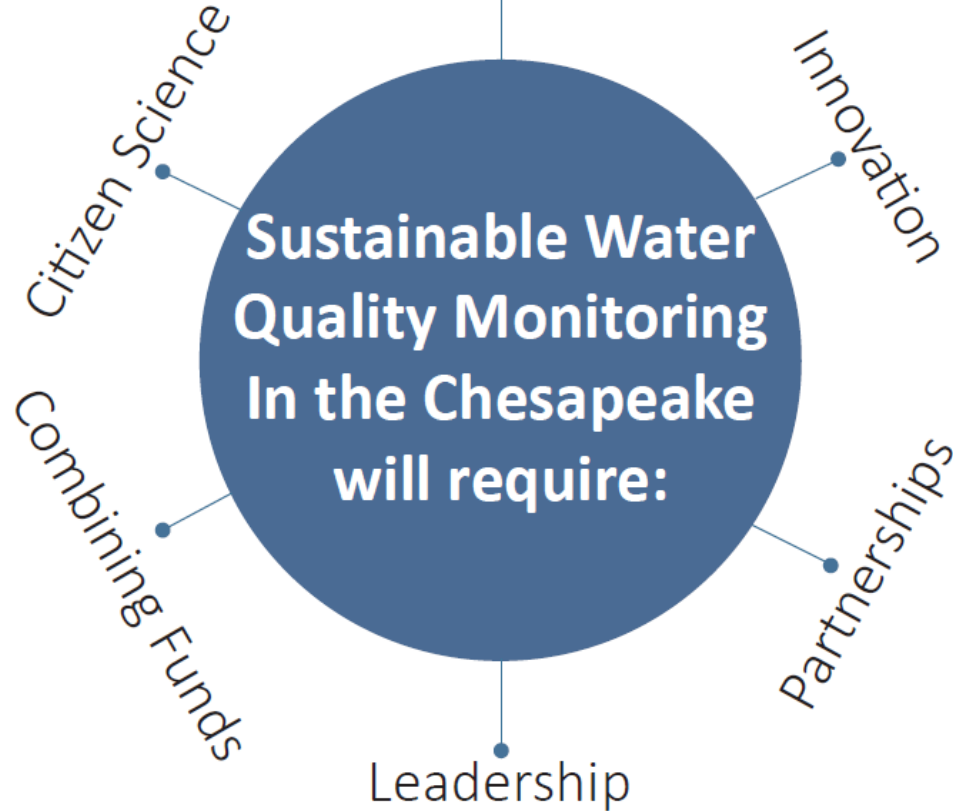 Sustainable Water
Quality Monitoring
In the Chesapeake
will require:
Innovation
Partnerships
Leadership
Combining Funds
Citizen Science